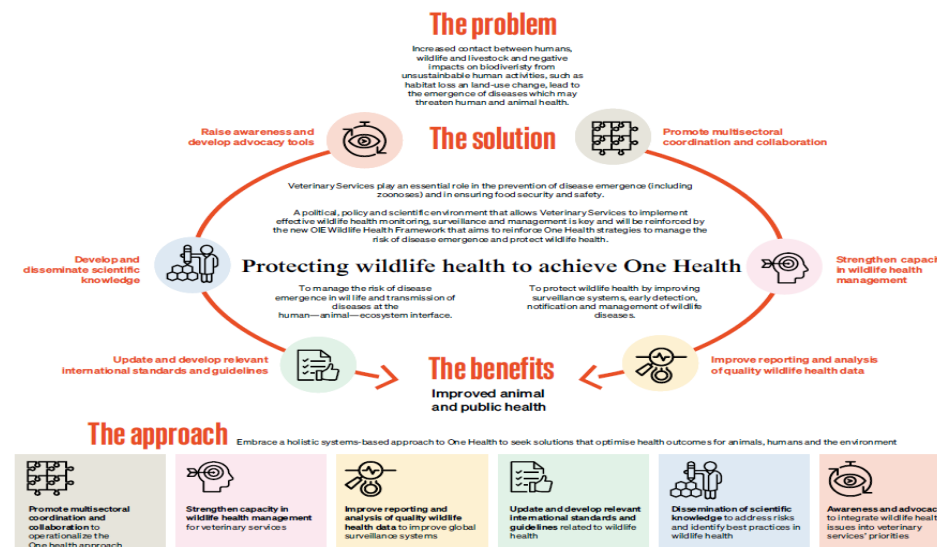 The problem
Increased contact between humans,
wildlife and livestock and negative
impacts on biodiveristy from
unsustainbable human activities, such as
habitat loss an land-use change, lead to
the emergence of diseases which may
threaten human and animal health.
Raise awareness and
develop advocacy tools
The solution
Promote multisectoral
coordination and collaboration
Veterinary Services play an essential role in the prevention of disease emergence (including
zoonoses) and in ensuring food security and safety.
A political, policy and scientific environment that allows Veterinary Services to implement
effective wildlife health monitoring, surveillance and management is key and will be reinforced by
the new OIE Wildlife Health Framework that aims to reinforce One Health strategies to manage the
risk of disease emergence and protect wildlife health.
Develop and
disseminate scientific
knowledge
Protecting wildlife health to achieve One Health
Strengthen capaci
in wildlife health
management
To manage the risk of disease
emergence in wil life and transmission of
diseases at the
human—animal—ecosystem interface.
To protect wildlife health by improving
surveillance systems, early detection,
notification and management of wildlife
diseases.
Update and develop relevant
international standards and guidelines
The benefits
Improved animal
and public health
Improve reporting and analysis
of quality wildlife health data
The approach
Embrace a holistic systems-based approach to One Health to seek solutions that optimise health outcomes for animals, humans and the environment
Promote multisectoral
coordination and
collaboration to
operationalize the
One health approach
Strengthen capacity in
wildlife health management
for veterinary services
Improve reporting and
analysis of quality wildlife
health data to improve global
surveillance systems
Update and develop relevant
international standards and
guidelines related to wildlife
health
Dissemination of scientific
knowledge to address risks
and identify best practices in
wildlife health
Awareness and advocac
to integrate wildlife healt
issues into veterinary
services' priorities